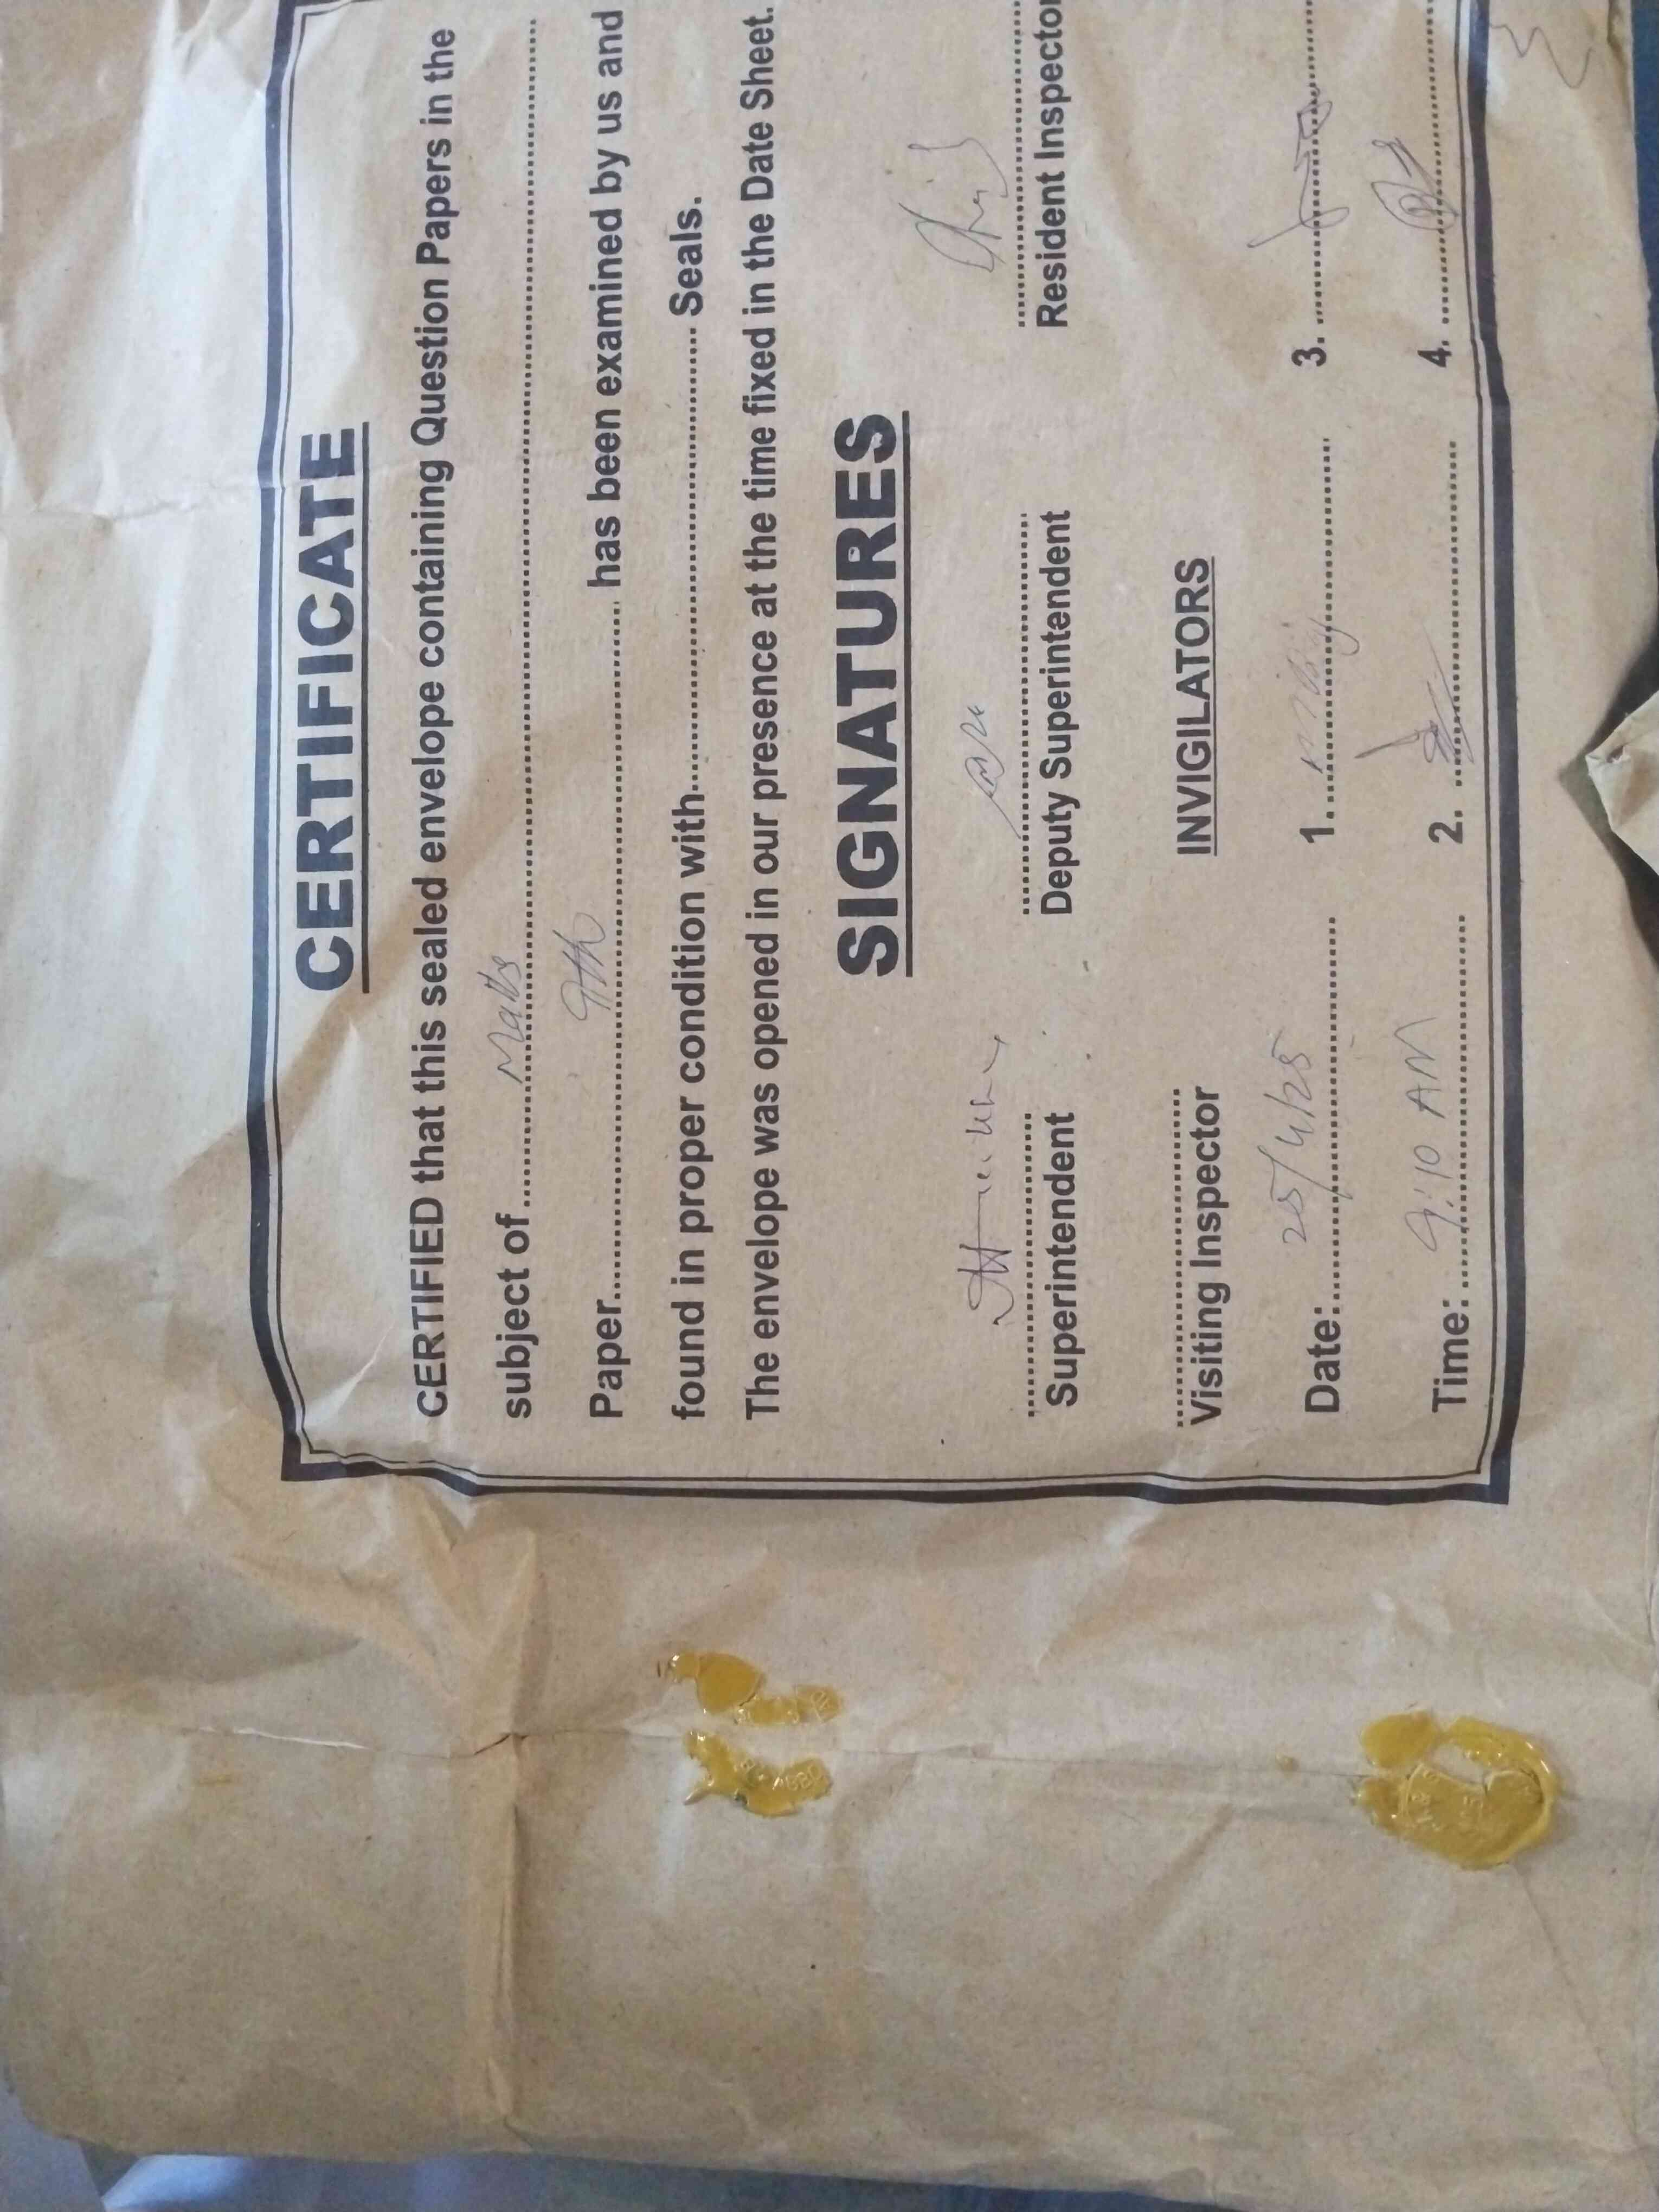 CERTIFICATE
CERTIFIED that this sealed envelope containing Question Papers in the
subject of.......... Maths ..........
Paper.......... 9th .......... has been examined by us and
found in proper condition with.......... Seals.
The envelope was opened in our presence at the time fixed in the Date Sheet.
SIGNATURES
Superintendent Deputy Superintendent Resident Inspector
Visiting Inspector INVIGILATORS
Date:.......... 25/4/25 1........... 3. ..........
Time: .......... 9:10 AM 2. .......... 4. ..........